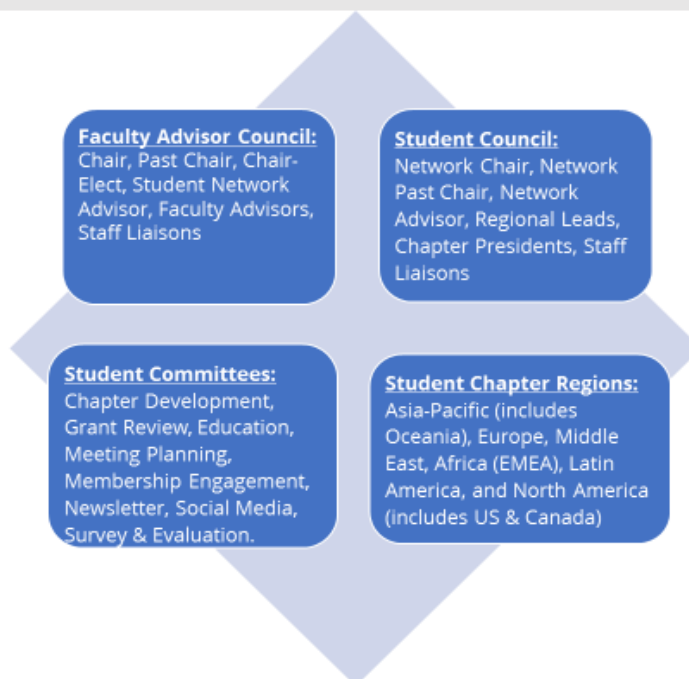 Faculty Advisor Council:
Chair, Past Chair, Chair-
Elect, Student Network
Advisor, Faculty Advisors,
Staff Liaisons
Student Council:
Network Chair, Network
Past Chair, Network
Advisor, Regional Leads,
Chapter Presidents, Staff
Liaisons
Student Committees:
Chapter Development,
Grant Review, Education,
Meeting Planning,
Membership Engagement,
Newsletter, Social Media,
Survey & Evaluation.
Student Chapter Regions:
Asia-Pacific (includes
Oceania), Europe, Middle
East, Africa (EMEA), Latin
America, and North America
(includes US & Canada)